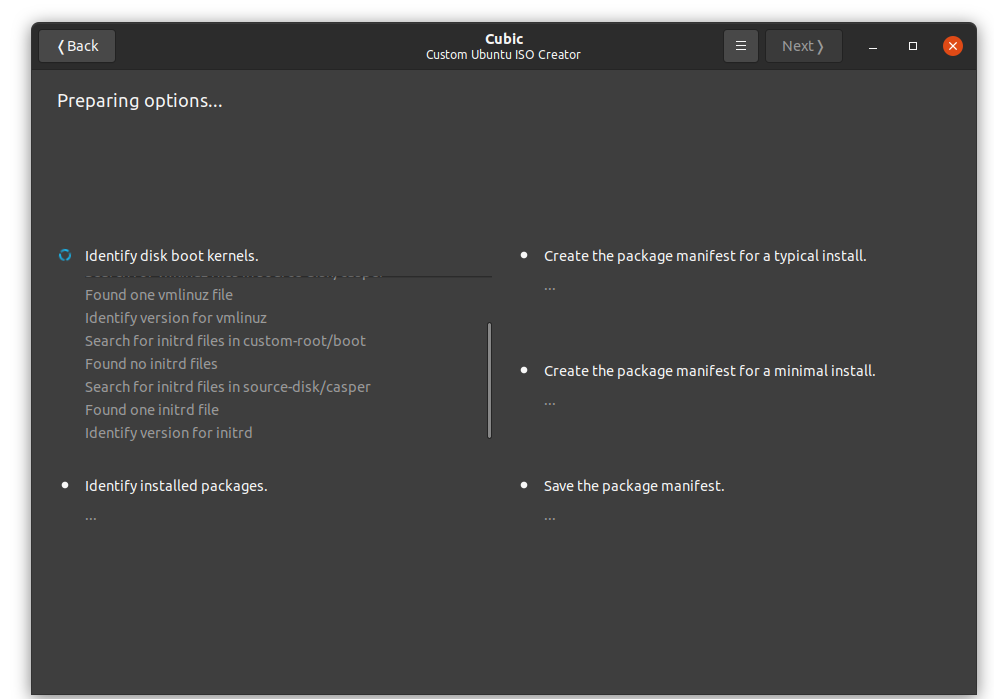 ❬Back
Cubic
Custom Ubuntu ISO Creator
Next❭
Preparing options...
Identify disk boot kernels.
Found one vmlinuz file
Identify version for vmlinuz
Search for initrd files in custom-root/boot
Found no initrd files
Search for initrd files in source-disk/casper
Found one initrd file
Identify version for initrd
Identify installed packages.
...
Create the package manifest for a typical install.
...
Create the package manifest for a minimal install.
...
Save the package manifest.
...